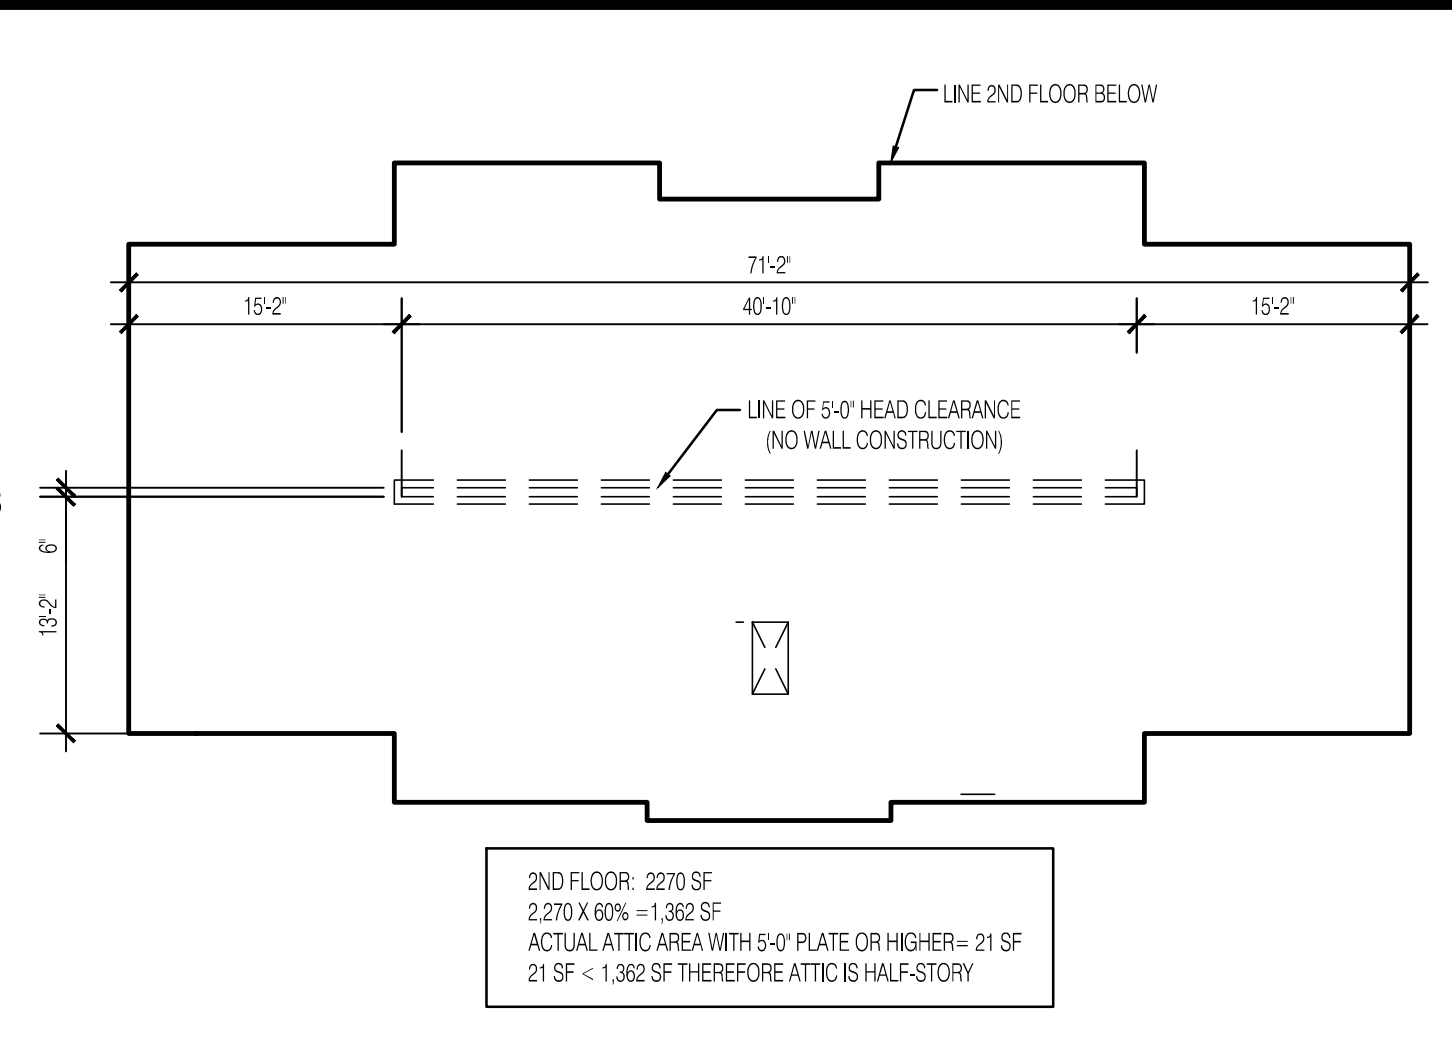 LINE 2ND FLOOR BELOW
71'-2"
15'-2"
40'-10"
15'-2"
LINE OF 5'-0" HEAD CLEARANCE
(NO WALL CONSTRUCTION)
6"
13'-2"
2ND FLOOR: 2270 SF
2,270 X 60% =1,362 SF
ACTUAL ATTIC AREA WITH 5'-0" PLATE OR HIGHER= 21 SF
21 SF < 1,362 SF THEREFORE ATTIC IS HALF-STORY